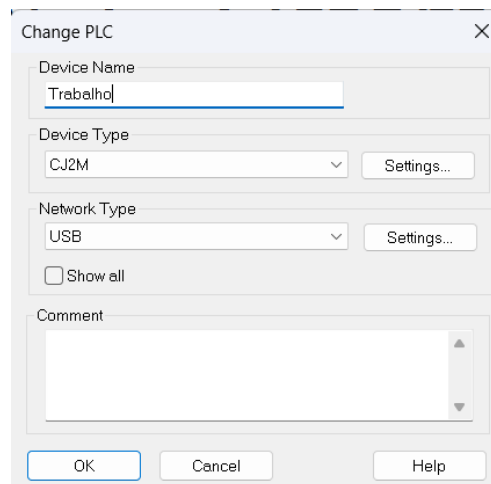 Change PLC
Device Name
Trabalho
Device Type
CJ2M
Settings...
Network Type
USB
Settings...
Show all
Comment
OK
Cancel
Help